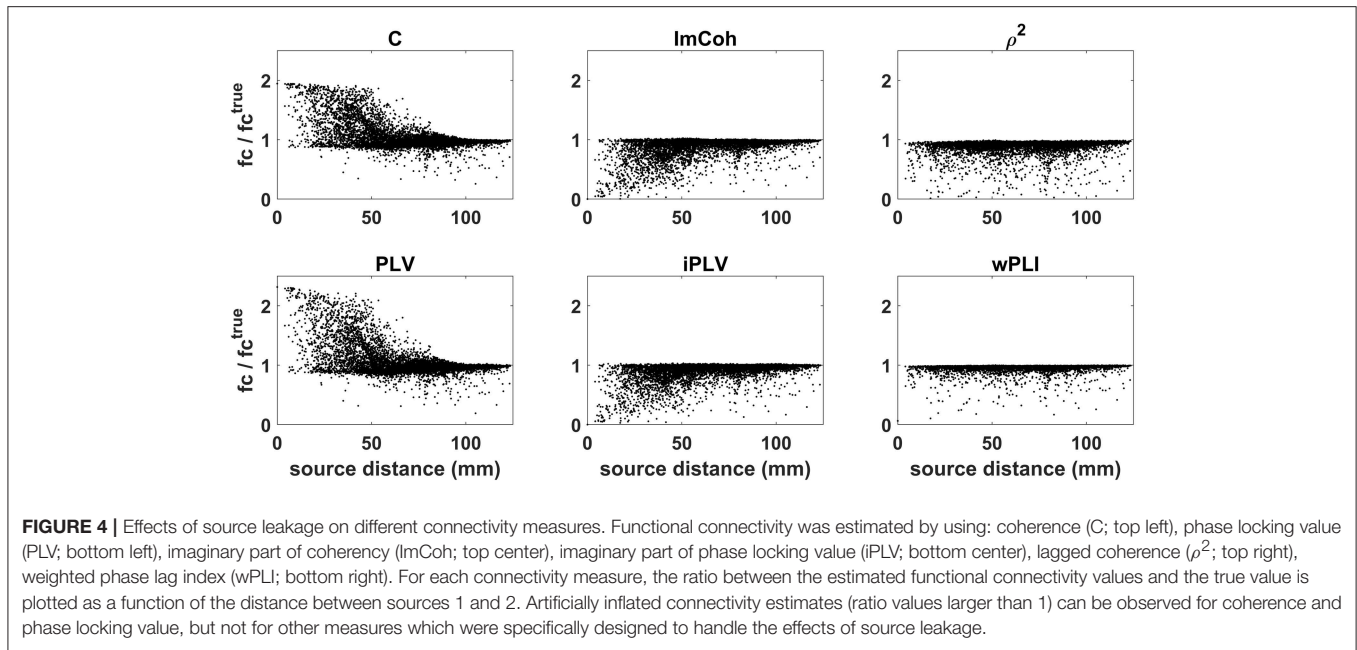 C
ImCoh
ρ²
fc / fc^true
2
1
0
0
50
100
2
1
0
0
50
100
2
1
0
0
50
100
PLV
iPLV
wPLI
fc / fc^true
2
1
0
0
50
100
source distance (mm)
2
1
0
0
50
100
source distance (mm)
2
1
0
0
50
100
source distance (mm)
FIGURE 4 | Effects of source leakage on different connectivity measures. Functional connectivity was estimated by using: coherence (C; top left), phase locking value
(PLV; bottom left), imaginary part of coherency (ImCoh; top center), imaginary part of phase locking value (iPLV; bottom center), lagged coherence (ρ²; top right),
weighted phase lag index (wPLI; bottom right). For each connectivity measure, the ratio between the estimated functional connectivity values and the true value is
plotted as a function of the distance between sources 1 and 2. Artificially inflated connectivity estimates (ratio values larger than 1) can be observed for coherence and
phase locking value, but not for other measures which were specifically designed to handle the effects of source leakage.